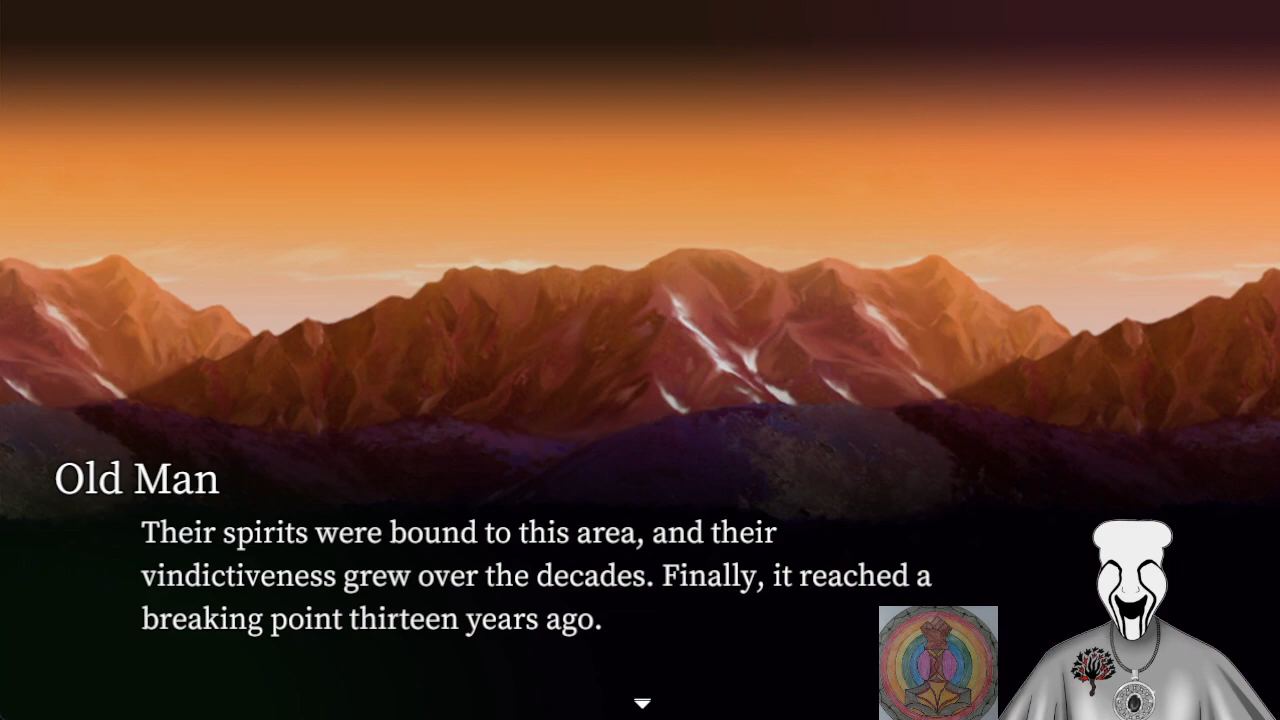 Old Man
Their spirits were bound to this area, and their
vindictiveness grew over the decades. Finally, it reached a
breaking point thirteen years ago.